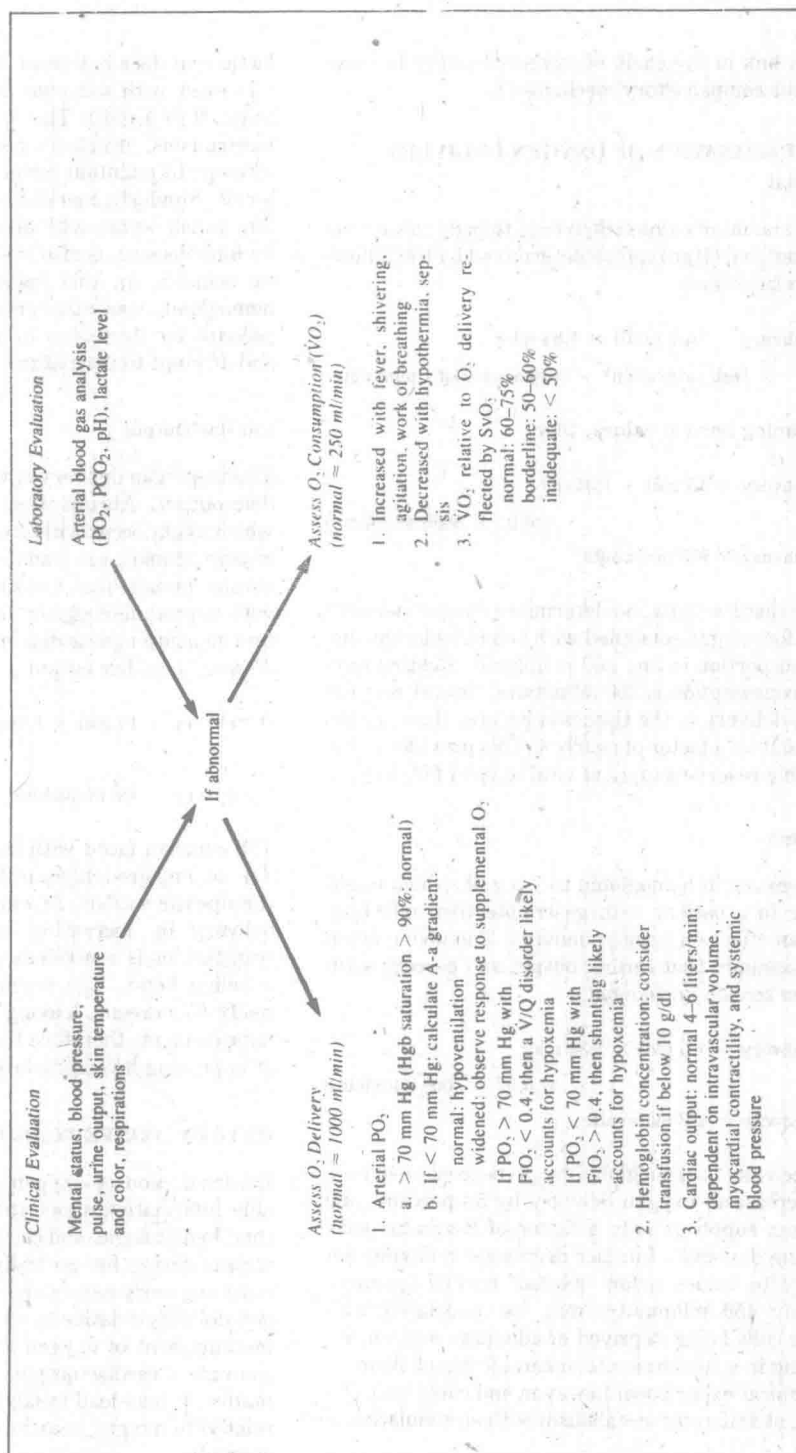 Clinical Evaluation
Mental status, blood pressure,
pulse, urine output, skin temperature
and color, respirations
Laboratory Evaluation
Arterial blood gas analysis
(PO₂, PCO₂, pH), lactate level
If abnormal
Assess O₂ Delivery
(normal = 1000 ml/min)
1. Arterial PO₂
a. > 70 mm Hg (Hgb saturation > 90%: normal)
b. If < 70 mm Hg: calculate A-a gradient
normal: hypoventilation
widened: observe response to supplemental O₂
If PO₂ > 70 mm Hg with
FiO₂ < 0.4, then a V/Q disorder likely
accounts for hypoxemia
If PO₂ < 70 mm Hg with
FiO₂ > 0.4, then shunting likely
accounts for hypoxemia
2. Hemoglobin concentration: consider
transfusion if below 10 g/dl
3. Cardiac output: normal 4–6 liters/min;
dependent on intravascular volume,
myocardial contractility, and systemic
blood pressure
Assess O₂ Consumption (V̇O₂)
(normal = 250 ml/min)
1. Increased with fever, shivering,
agitation, work of breathing
2. Decreased with hypothermia, sep-
sis
3. V̇O₂ relative to O₂ delivery re-
flected by SvO₂
normal: 60–75%
borderline: 50–60%
inadequate: < 50%